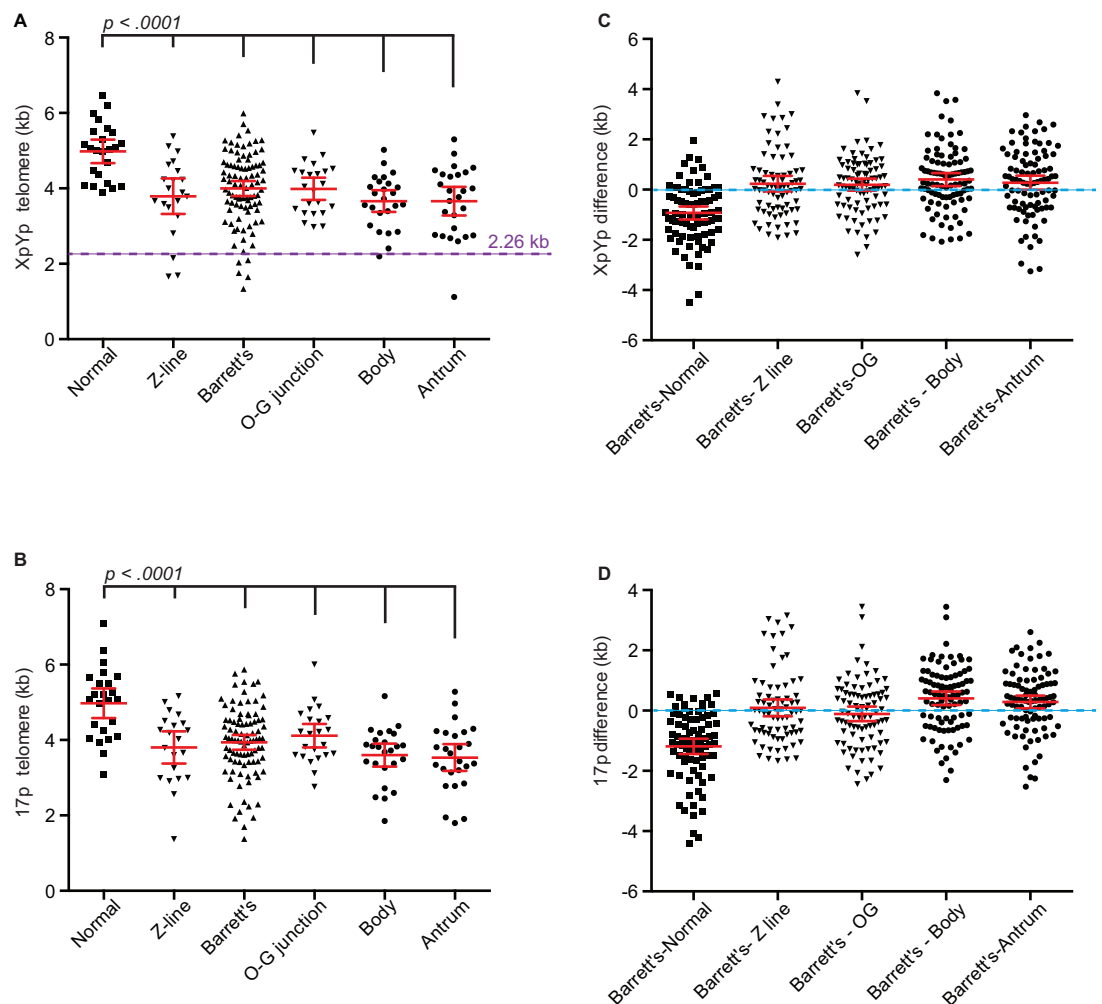 A
p < .0001
XpYp telomere (kb)
8
6
4
2
0
2.26 kb
Normal
Z-line
Barrett's
O-G junction
Body
Antrum
C
XpYp difference (kb)
6
4
2
0
-2
-4
-6
Barrett's-Normal
Barrett's- Z line
Barrett's-OG
Barrett's - Body
Barrett's-Antrum
B
p < .0001
17p telomere (kb)
8
6
4
2
0
Normal
Z-line
Barrett's
O-G junction
Body
Antrum
D
17p difference (kb)
4
2
0
-2
-4
-6
Barrett's-Normal
Barrett's- Z line
Barrett's - OG
Barrett's - Body
Barrett's-Antrum